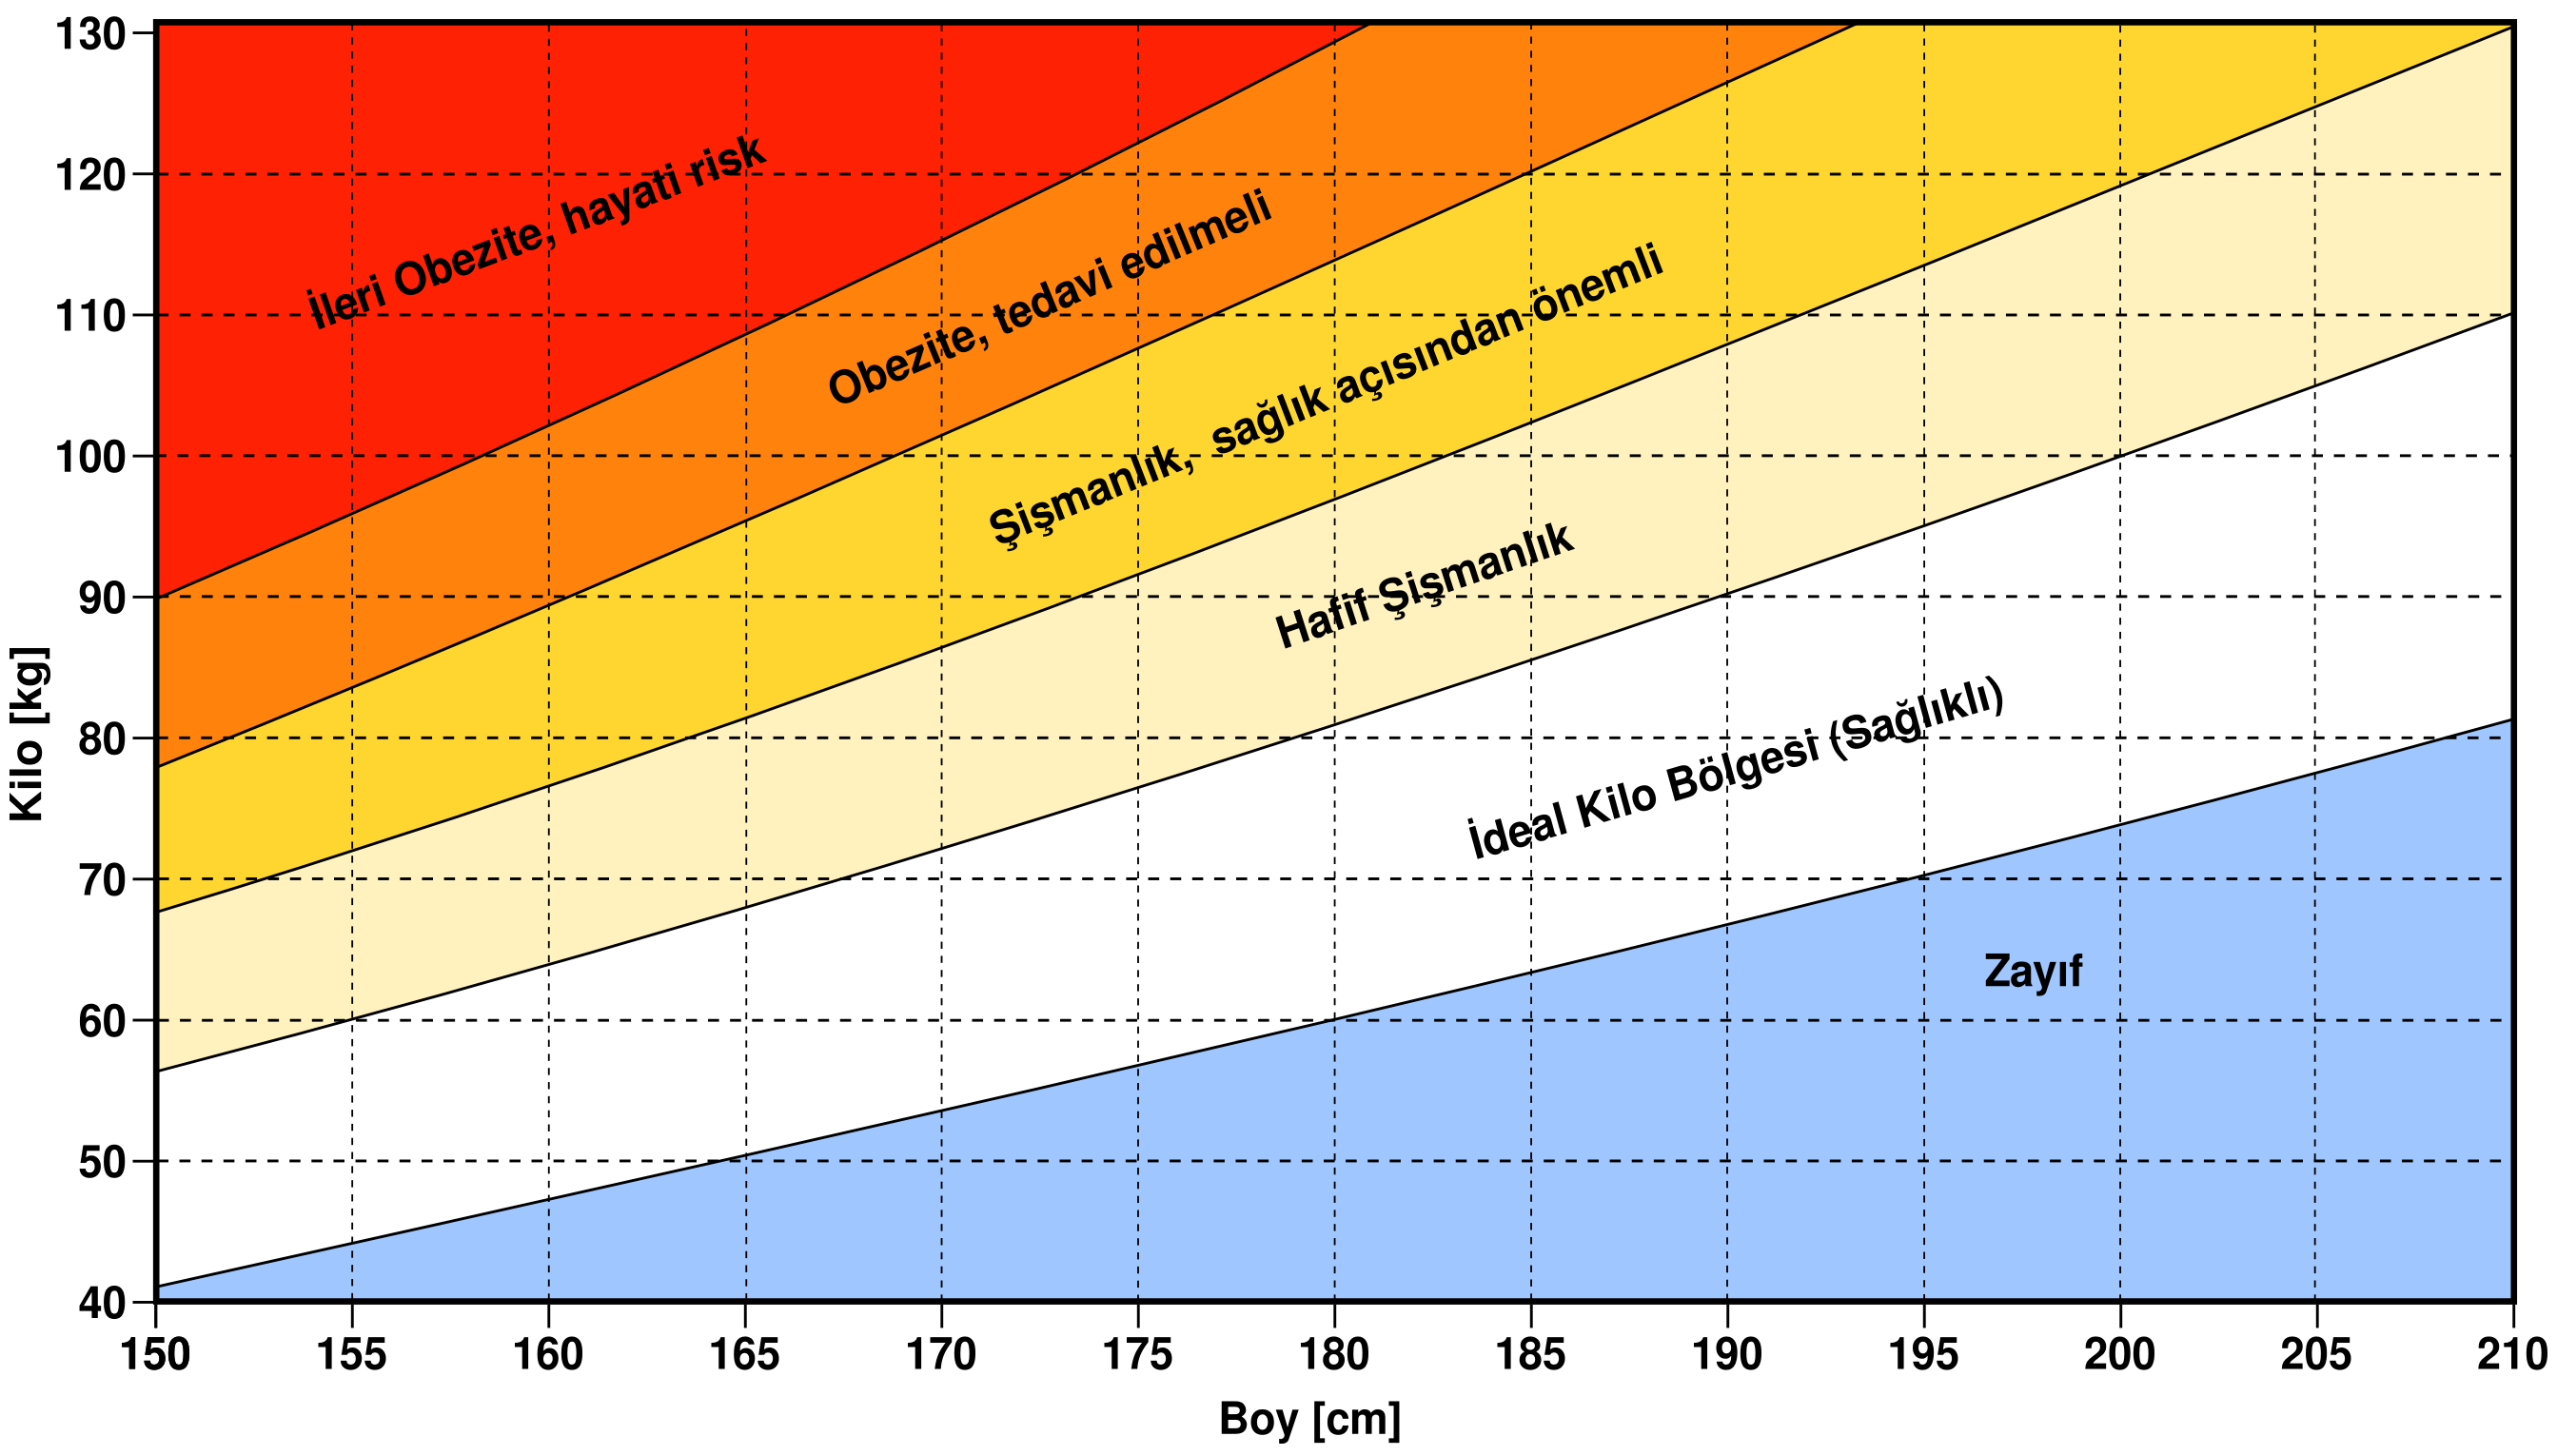 130
120
110
100
90
80
70
60
50
40
Kilo [kg]
İleri Obezite, hayati risk
Obezite, tedavi edilmeli
Şişmanlık, sağlık açısından önemli
Hafif Şişmanlık
İdeal Kilo Bölgesi (Sağlıklı)
Zayıf
150 155 160 165 170 175 180 185 190 195 200 205 210
Boy [cm]